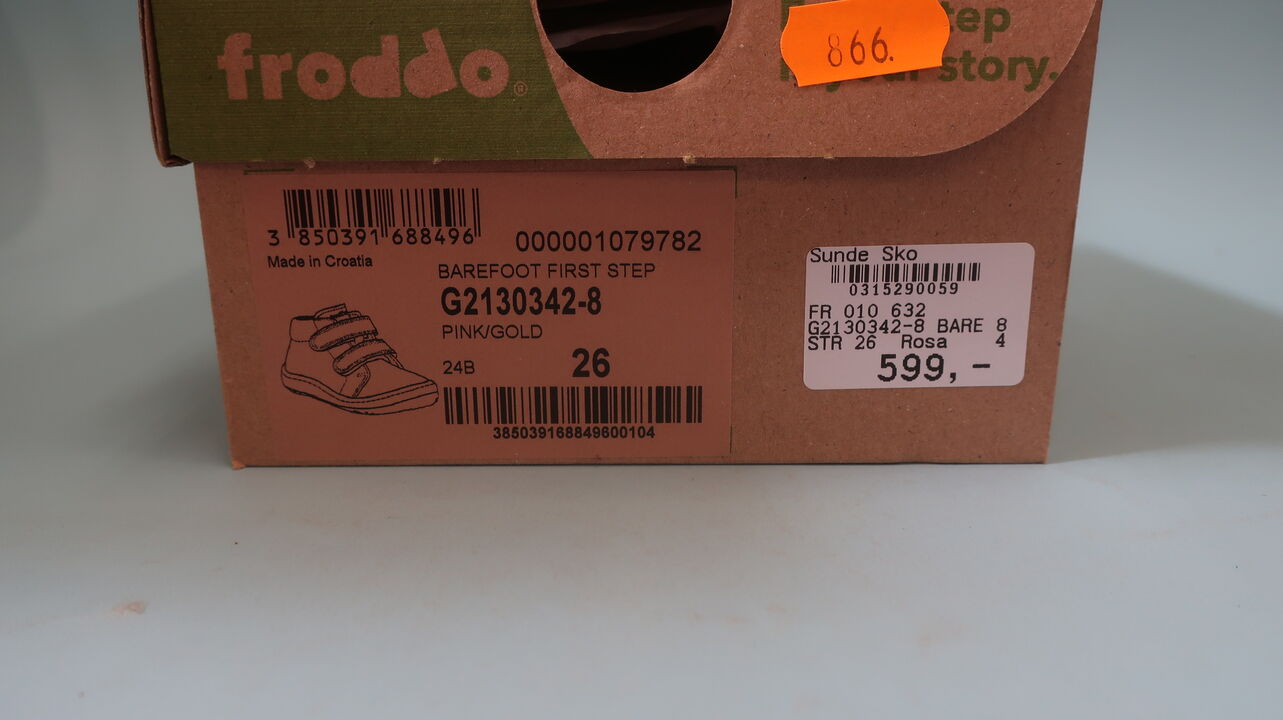 froddo®
866.
tep
story.
3 850391 688496
000001079782
Made in Croatia
BAREFOOT FIRST STEP
G2130342-8
PINK/GOLD
24B
26
385039168849600104
Sunde Sko
0315290059
FR 010 632
G2130342-8 BARE 8
STR 26 Rosa 4
599,-